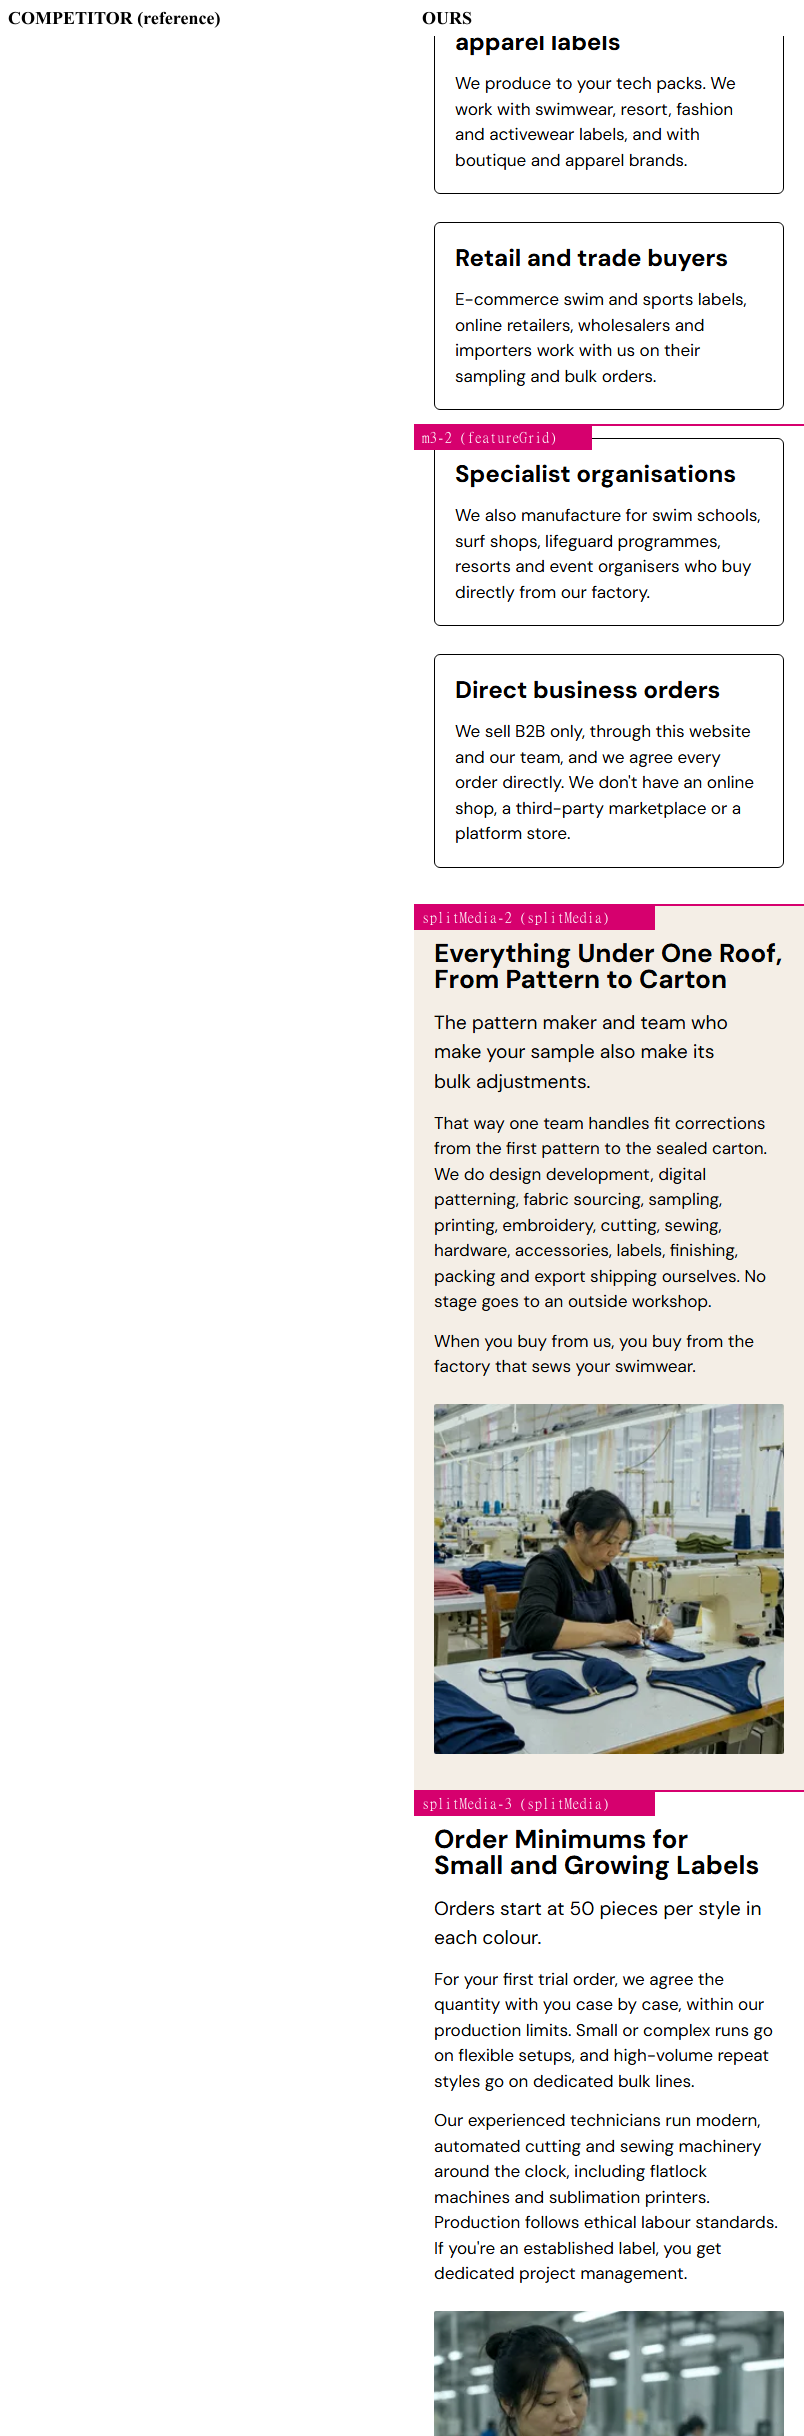 COMPETITOR (reference)
OURS
apparel labels
We produce to your tech packs. We
work with swimwear, resort, fashion
and activewear labels, and with
boutique and apparel brands.
Retail and trade buyers
E-commerce swim and sports labels,
online retailers, wholesalers and
importers work with us on their
sampling and bulk orders.
m3-2 (featureGrid)
Specialist organisations
We also manufacture for swim schools,
surf shops, lifeguard programmes,
resorts and event organisers who buy
directly from our factory.
Direct business orders
We sell B2B only, through this website
and our team, and we agree every
order directly. We don't have an online
shop, a third-party marketplace or a
platform store.
splitMedia-2 (splitMedia)
Everything Under One Roof,
From Pattern to Carton
The pattern maker and team who
make your sample also make its
bulk adjustments.
That way one team handles fit corrections
from the first pattern to the sealed carton.
We do design development, digital
patterning, fabric sourcing, sampling,
printing, embroidery, cutting, sewing,
hardware, accessories, labels, finishing,
packing and export shipping ourselves. No
stage goes to an outside workshop.
When you buy from us, you buy from the
factory that sews your swimwear.
splitMedia-3 (splitMedia)
Order Minimums for
Small and Growing Labels
Orders start at 50 pieces per style in
each colour.
For your first trial order, we agree the
quantity with you case by case, within our
production limits. Small or complex runs go
on flexible setups, and high-volume repeat
styles go on dedicated bulk lines.
Our experienced technicians run modern,
automated cutting and sewing machinery
around the clock, including flatlock
machines and sublimation printers.
Production follows ethical labour standards.
If you're an established label, you get
dedicated project management.